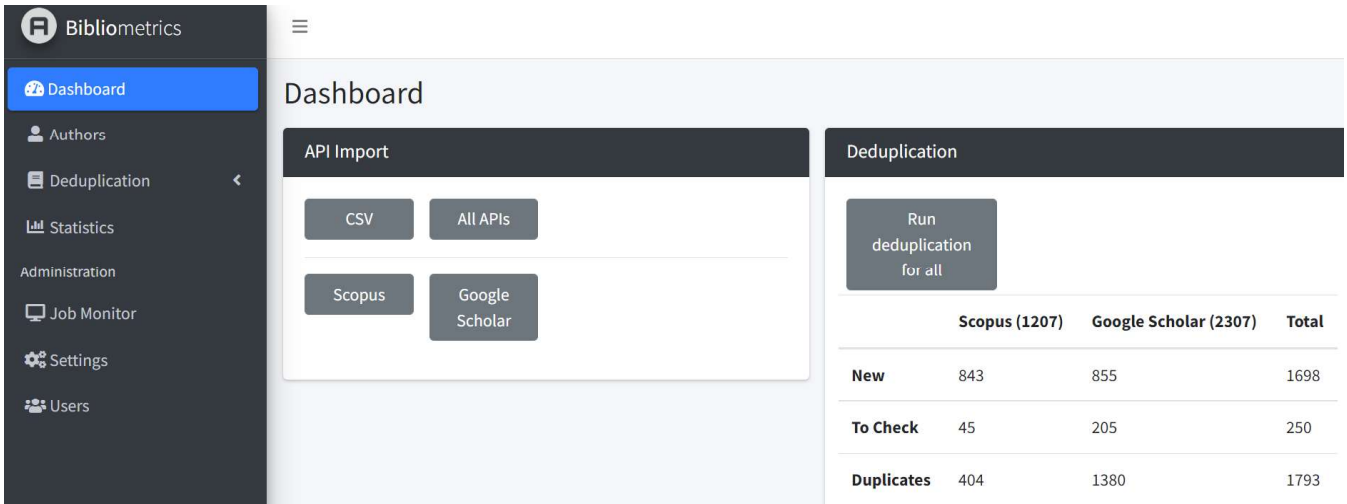 Bibliometrics
Dashboard
Authors
Deduplication
Statistics
Administration
Job Monitor
Settings
Users
Dashboard
API Import
CSV
All APIs
Scopus
Google
Scholar
Deduplication
Run
deduplication
for all
Scopus (1207) Google Scholar (2307) Total
New 843 855 1698
To Check 45 205 250
Duplicates 404 1380 1793